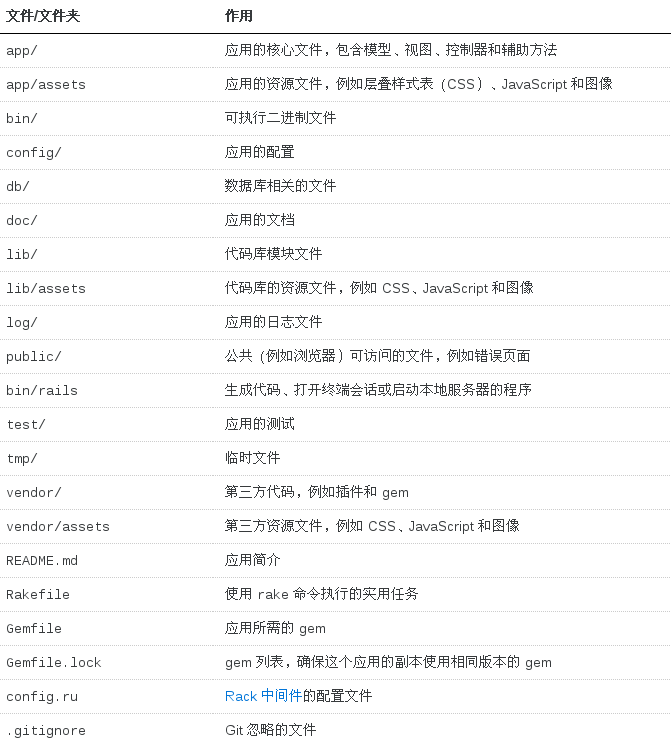 文件/文件夹 作用
app/ 应用的核心文件，包含模型、视图、控制器和辅助方法
app/assets 应用的资源文件，例如层叠样式表（CSS）、JavaScript 和图像
bin/ 可执行二进制文件
config/ 应用的配置
db/ 数据库相关的文件
doc/ 应用的文档
lib/ 代码库模块文件
lib/assets 代码库的资源文件，例如 CSS、JavaScript 和图像
log/ 应用的日志文件
public/ 公共（例如浏览器）可访问的文件，例如错误页面
bin/rails 生成代码、打开终端会话或启动本地服务器的程序
test/ 应用的测试
tmp/ 临时文件
vendor/ 第三方代码，例如插件和 gem
vendor/assets 第三方资源文件，例如 CSS、JavaScript 和图像
README.md 应用简介
Rakefile 使用 rake 命令执行的实用任务
Gemfile 应用所需的 gem
Gemfile.lock gem 列表，确保这个应用的副本使用相同版本的 gem
config.ru Rack 中间件的配置文件
.gitignore Git 忽略的文件